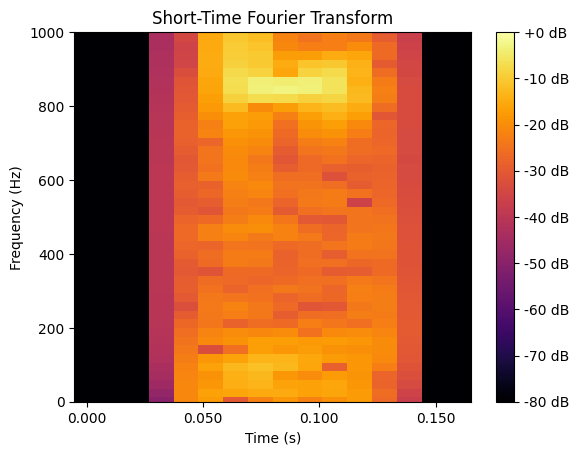 Short-Time Fourier Transform
Frequency (Hz)
1000
800
600
400
200
0
0.000
0.050
0.100
0.150
Time (s)
+0 dB
-10 dB
-20 dB
-30 dB
-40 dB
-50 dB
-60 dB
-70 dB
-80 dB